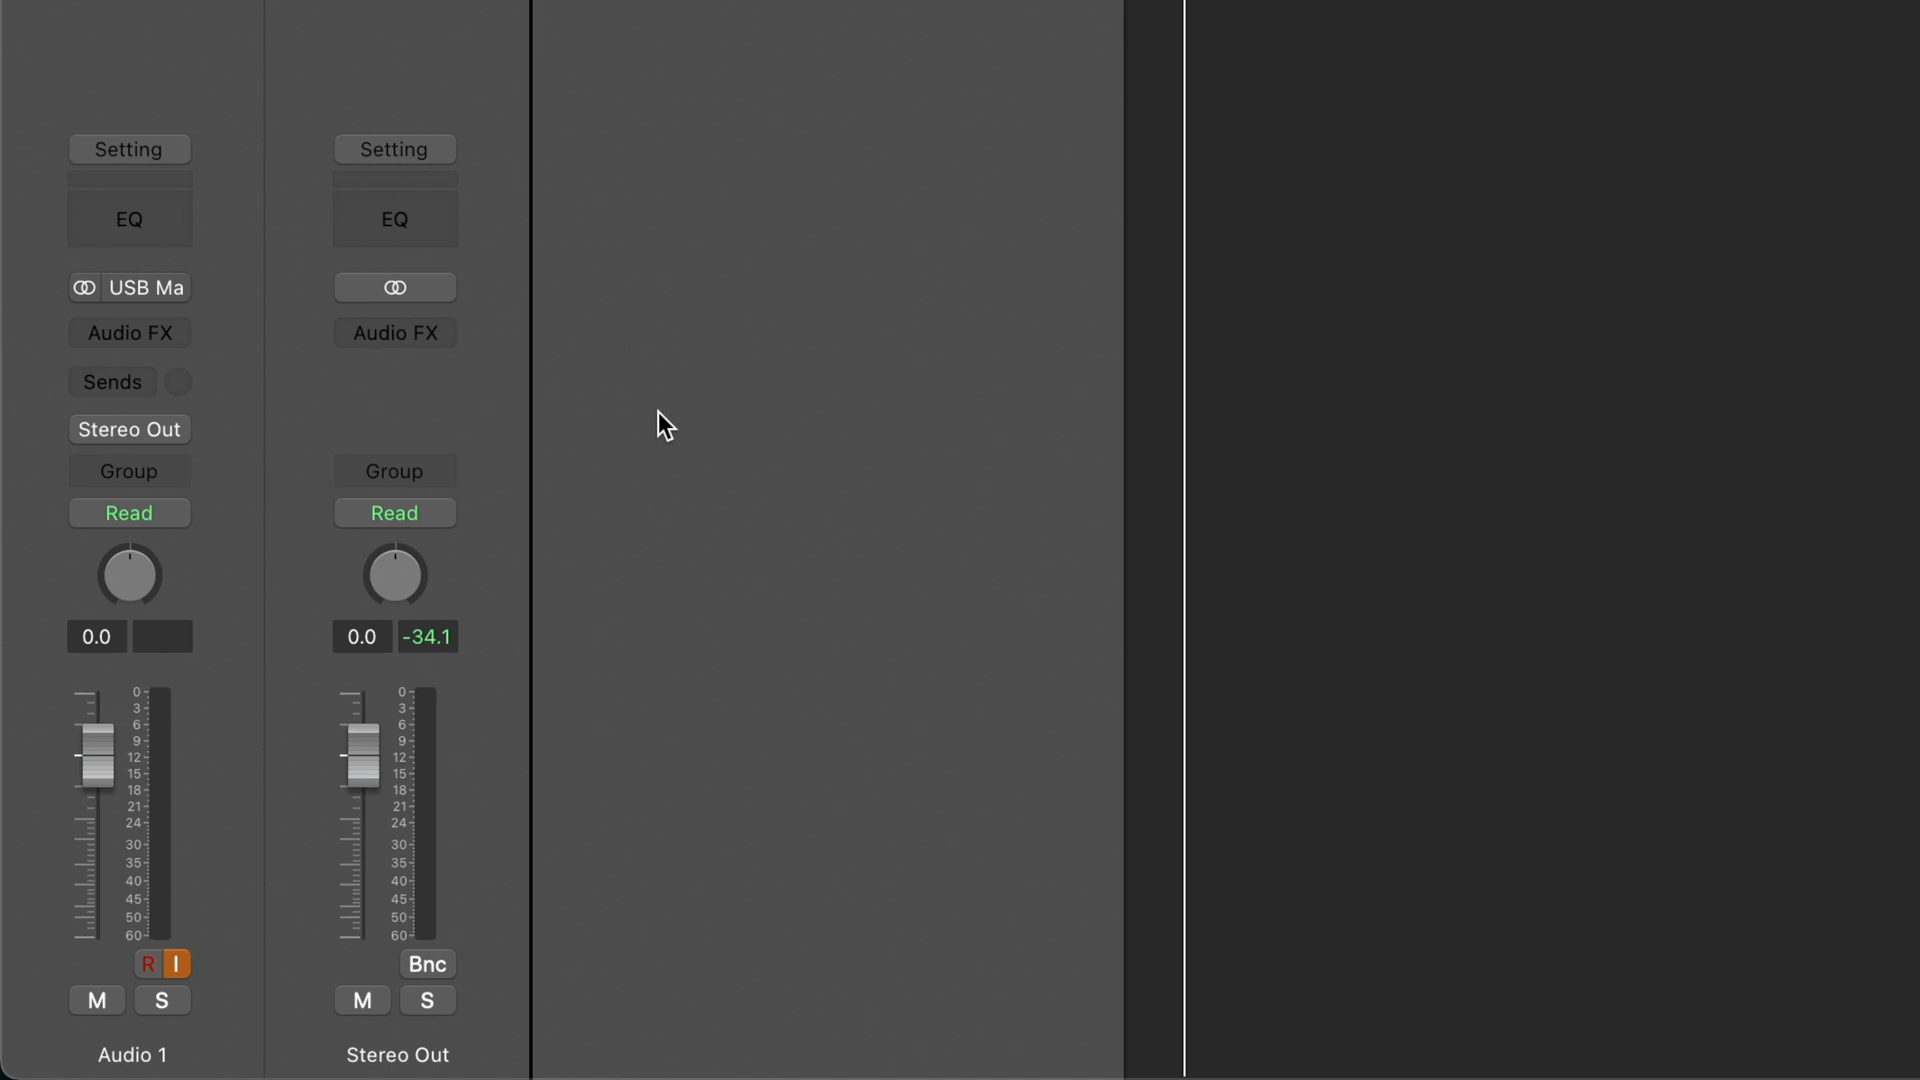 Setting
EQ
USB Ma
Audio FX
Sends
Stereo Out
Group
Read
0.0
0
3
6
9
12
15
18
21
24
30
35
40
45
50
60
R I
M S
Audio 1
Setting
EQ
Audio FX
Group
Read
0.0 -34.1
0
3
6
9
12
15
18
21
24
30
35
40
45
50
60
Bnc
M S
Stereo Out